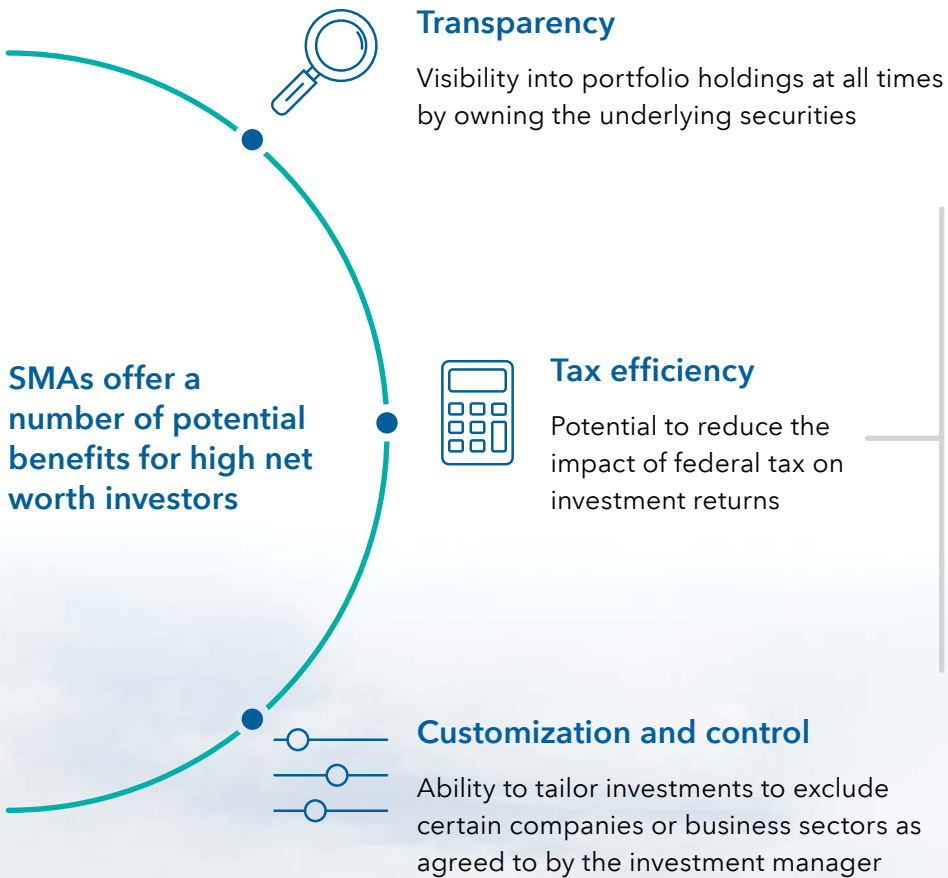 Transparency
Visibility into portfolio holdings at all times
by owning the underlying securities
SMAs offer a
number of potential
benefits for high net
worth investors
Tax efficiency
Potential to reduce the
impact of federal tax on
investment returns
Customization and control
Ability to tailor investments to exclude
certain companies or business sectors as
agreed to by the investment manager